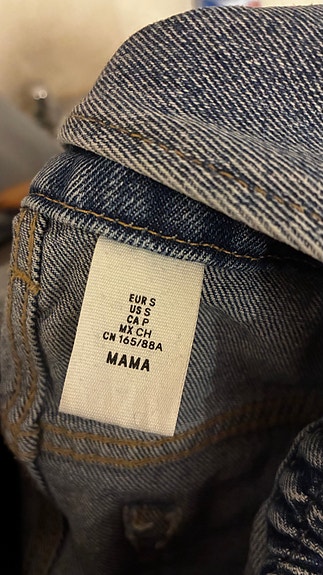 EUR S
US S
CA P
MX CH
CN 165/88A
MAMA